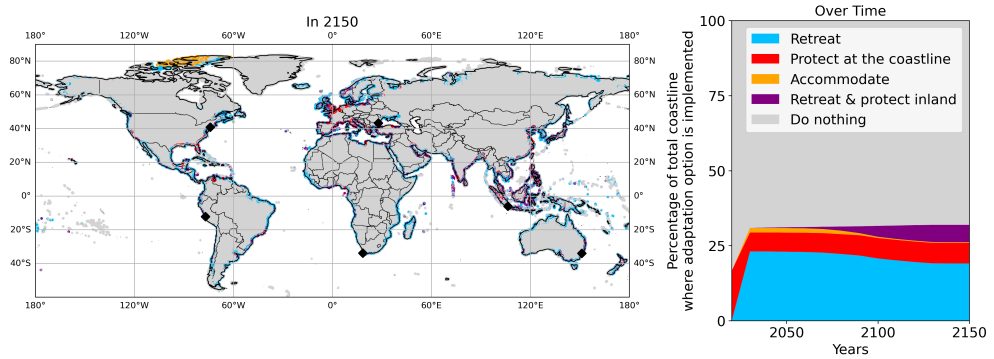 In 2150
180° 120°W 60°W 0° 60°E 120°E 180°
80°N 80°N
60°N 60°N
40°N 40°N
20°N 20°N
0° 0°
20°S 20°S
40°S 40°S
180° 120°W 60°W 0° 60°E 120°E 180°
Over Time
Percentage of total coastline
where adaptation option is implemented
100
75
50
25
0
Retreat
Protect at the coastline
Accommodate
Retreat & protect inland
Do nothing
2050 2100 2150
Years